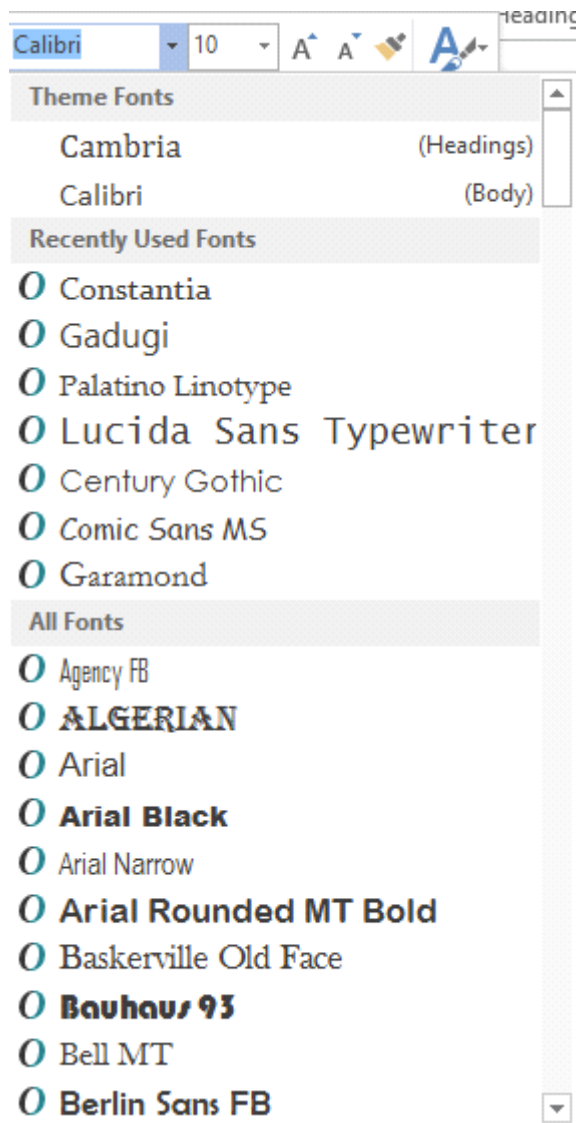 Calibri 10 A A A
Theme Fonts
Cambria (Headings)
Calibri (Body)
Recently Used Fonts
O Constantia
O Gadugi
O Palatino Linotype
O Lucida Sans Typewriter
O Century Gothic
O Comic Sans MS
O Garamond
All Fonts
O Agency FB
O ALGERIAN
O Arial
O Arial Black
O Arial Narrow
O Arial Rounded MT Bold
O Baskerville Old Face
O Bauhaus 93
O Bell MT
O Berlin Sans FB